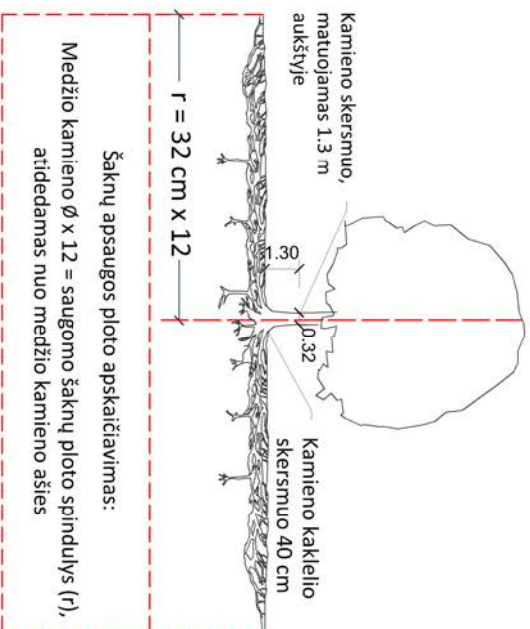 Kamieno skersmuo,
matuojamas 1.3 m
aukštyje
1.30
0.32
Kamieno kaklelio
skersmuo 40 cm
r = 32 cm x 12
Šaknų apsaugos ploto apskaičiavimas:
Medžio kamieno Ø x 12 = saugomo šaknų ploto spindulys (r),
atidedamas nuo medžio kamieno ašies